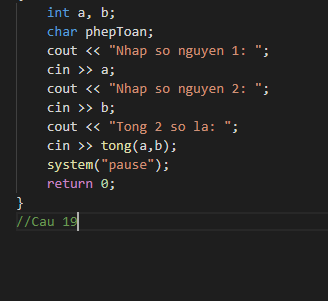 int a, b;
char phepToan;
cout << "Nhap so nguyen 1: ";
cin >> a;
cout << "Nhap so nguyen 2: ";
cin >> b;
cout << "Tong 2 so la: ";
cin >> tong(a,b);
system("pause");
return 0;
}
//Cau 19